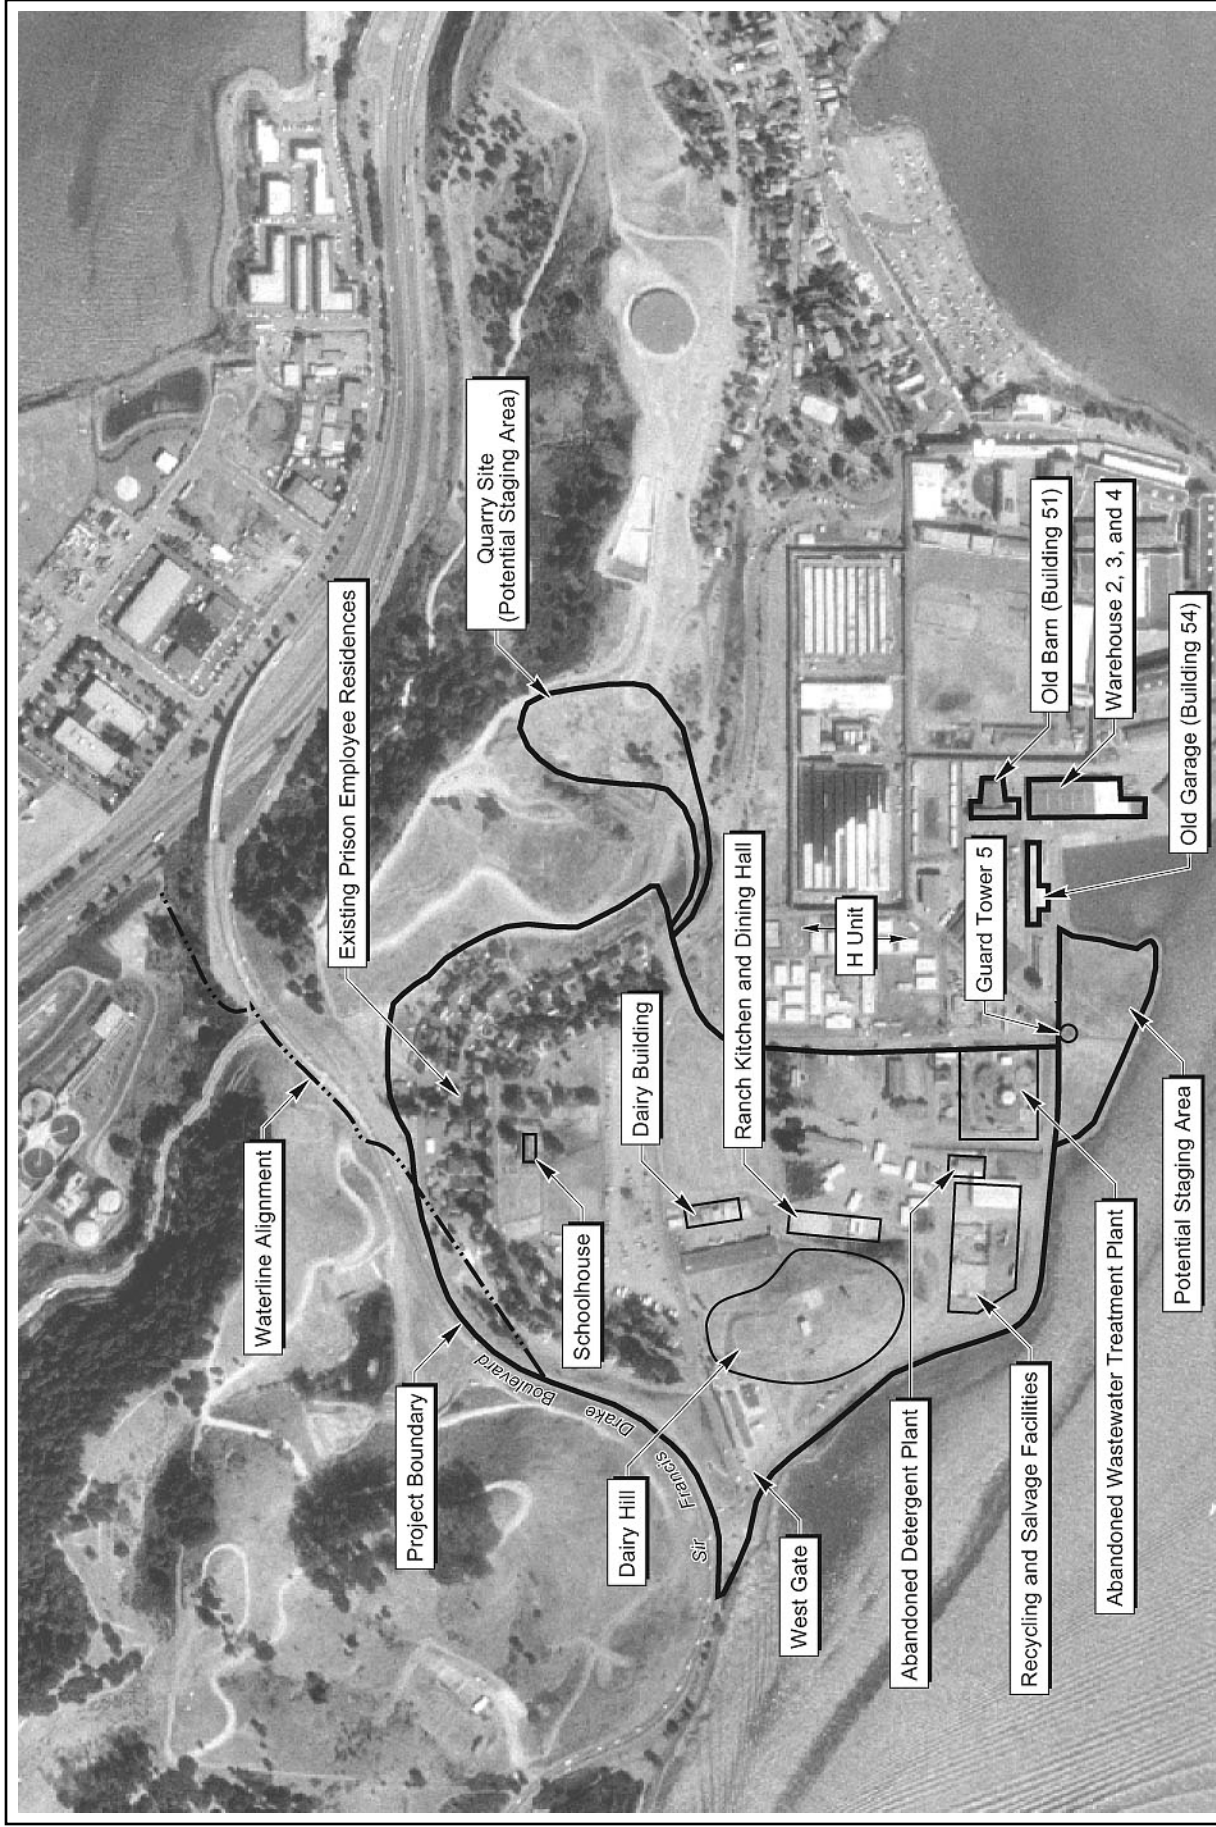 Waterline Alignment
Existing Prison Employee Residences
Quarry Site
(Potential Staging Area)
Project Boundary
Schoolhouse
Sir Francis Drake Boulevard
Dairy Hill
Dairy Building
Ranch Kitchen and Dining Hall
West Gate
H Unit
Abandoned Detergent Plant
Guard Tower 5
Recycling and Salvage Facilities
Old Barn (Building 51)
Abandoned Wastewater Treatment Plant
Warehouse 2, 3, and 4
Potential Staging Area
Old Garage (Building 54)